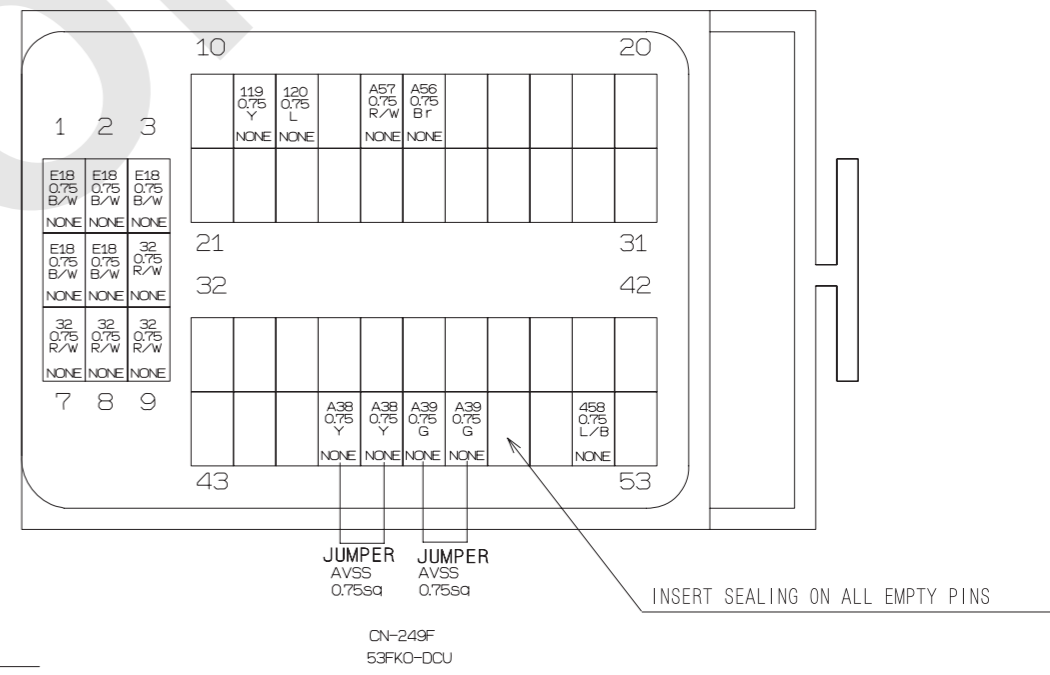 10 20
119 120 A57 A56
0.75 0.75 0.75 0.75
Y L R/W Br
NONE NONE NONE NONE
1 2 3
E18 E18 E18
0.75 0.75 0.75
B/W B/W B/W
NONE NONE NONE
E18 E18 32
0.75 0.75 0.75
B/W B/W R/W
NONE NONE NONE
32 32 32
0.75 0.75 0.75
R/W R/W R/W
NONE NONE NONE
7 8 9
21 31
32 42
A38 A38 A39 A39 458
0.75 0.75 0.75 0.75 0.75
Y Y G G L/B
NONE NONE NONE NONE NONE
43 53
JUMPER JUMPER
AVSS AVSS
0.75sq 0.75sq
INSERT SEALING ON ALL EMPTY PINS
CN-249F
53FKO-DCU